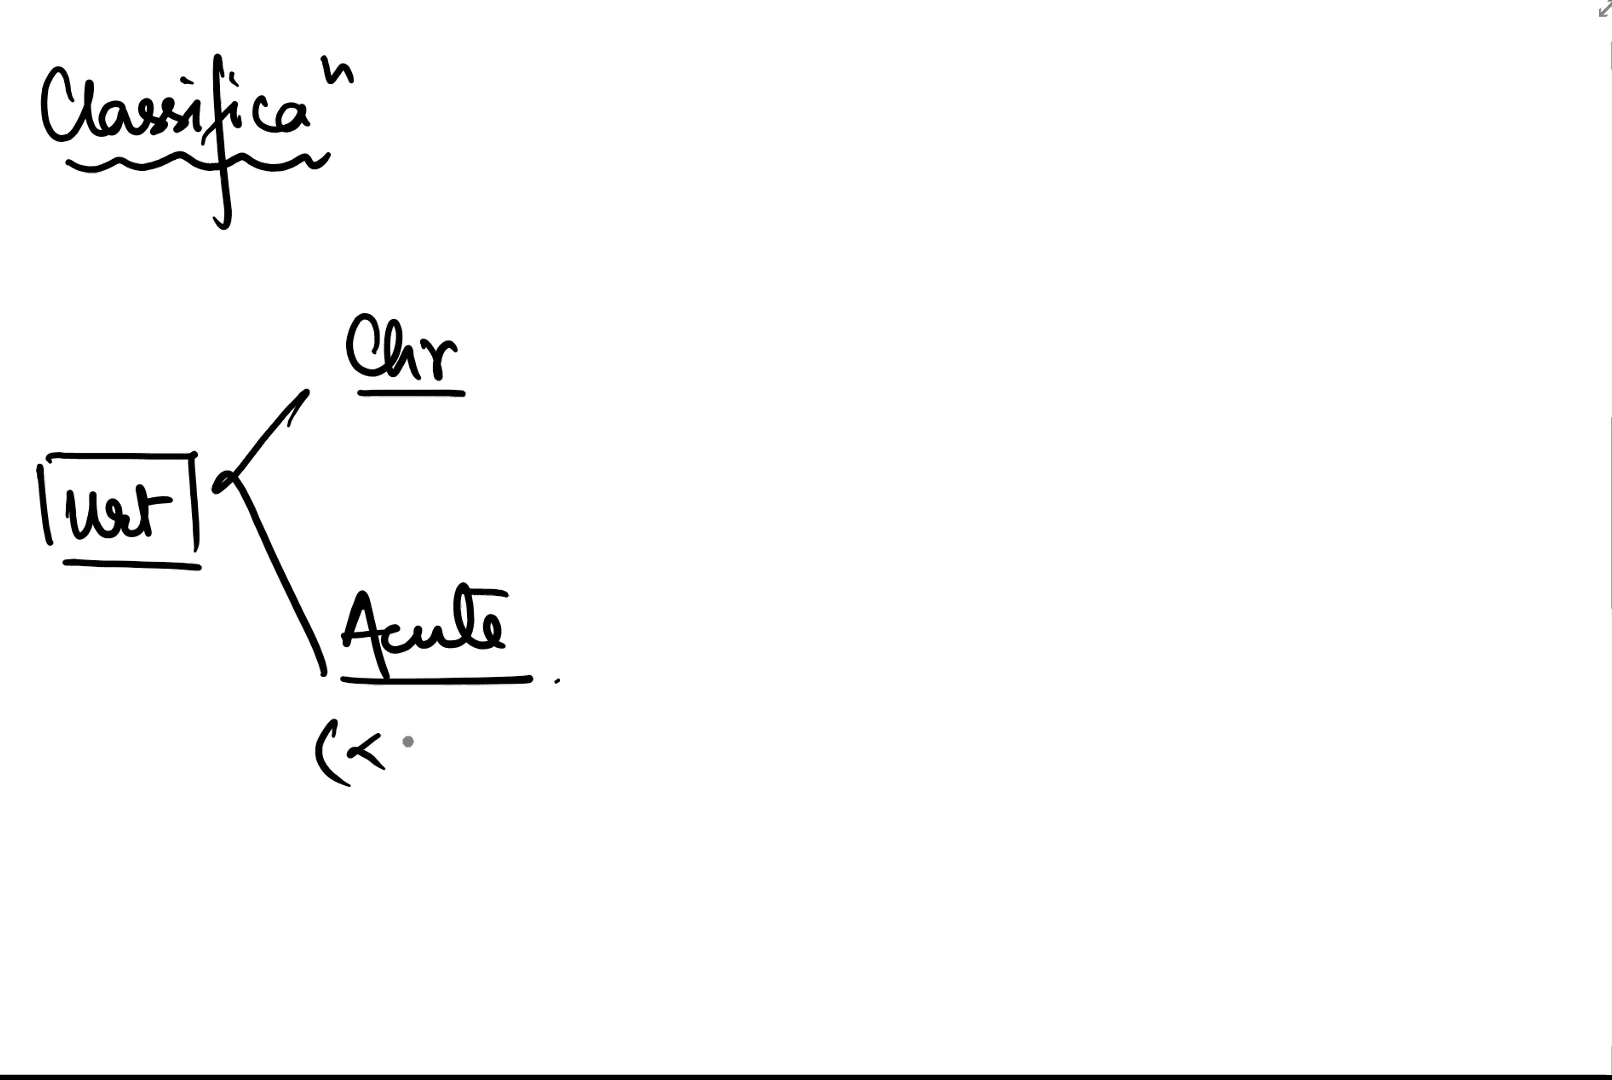 Classificaⁿ
Chr
Urt
Acute
(<